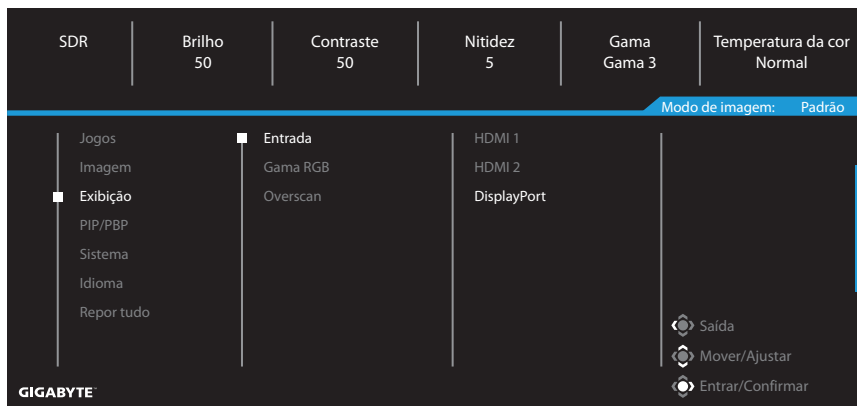 SDR
Brilho
50
Contraste
50
Nitidez
5
Gama
Gama 3
Temperatura da cor
Normal
Modo de imagem: Padrão
Jogos
Imagem
Exibição
PIP/PBP
Sistema
Idioma
Repor tudo
Entrada
Gama RGB
Overscan
HDMI 1
HDMI 2
DisplayPort
Saída
Mover/Ajustar
Entrar/Confirmar
GIGABYTE™